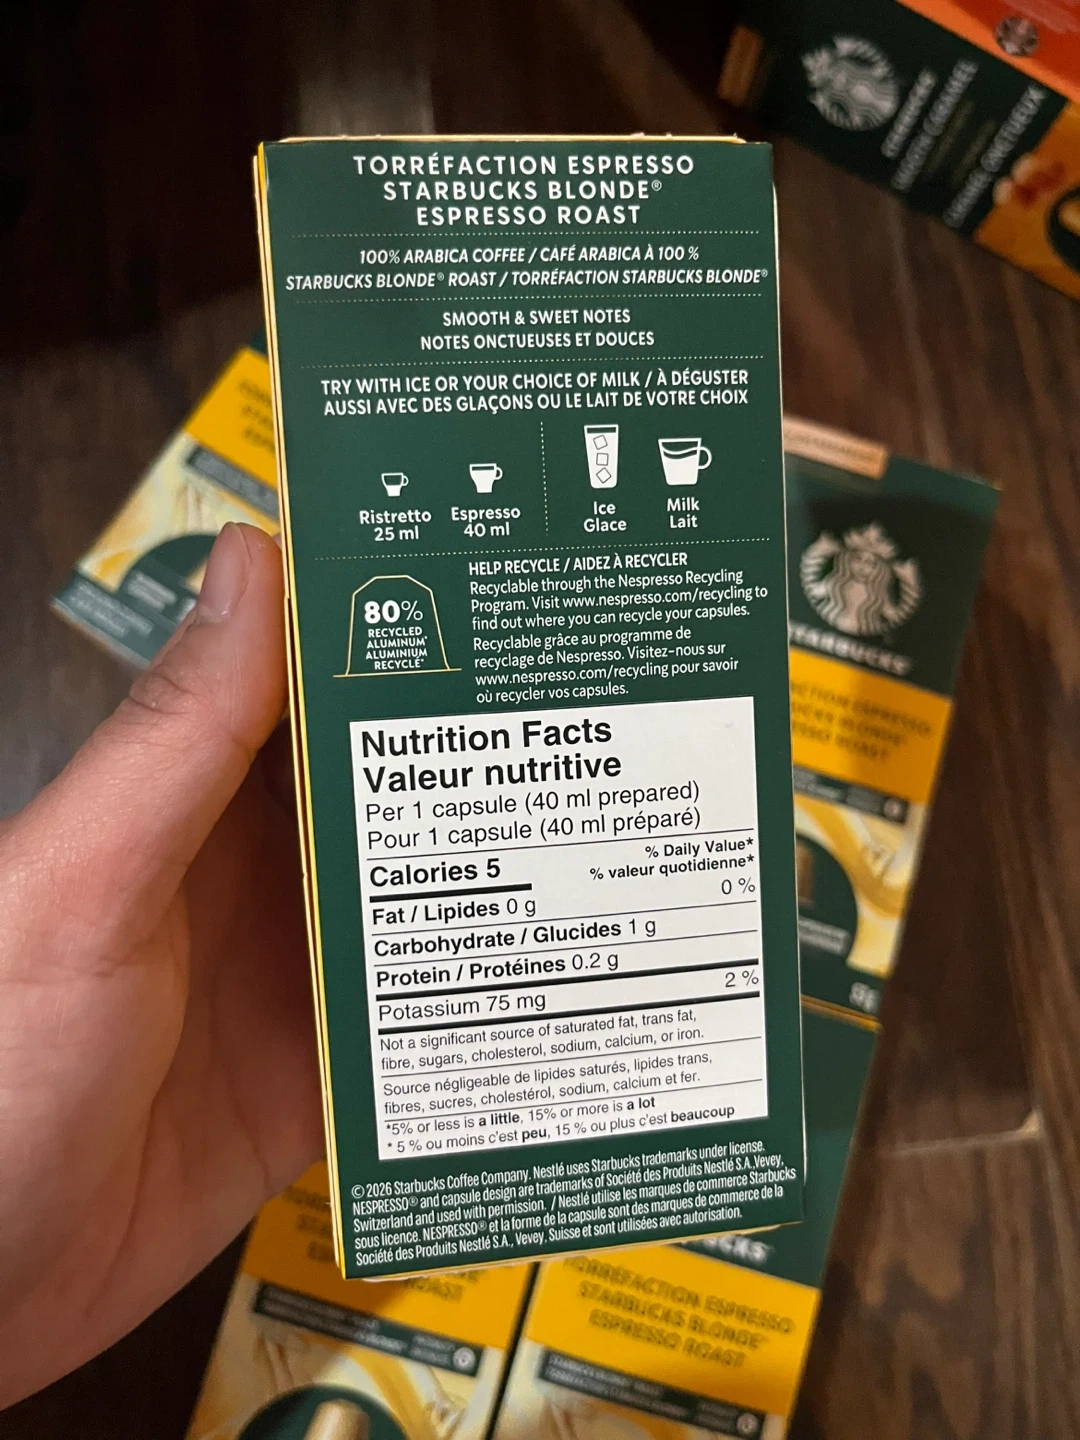 TORRÉFACTION ESPRESSO
STARBUCKS BLONDE®
ESPRESSO ROAST
100% ARABICA COFFEE / CAFÉ ARABICA À 100 %
STARBUCKS BLONDE® ROAST / TORRÉFACTION STARBUCKS BLONDE®
SMOOTH & SWEET NOTES
NOTES ONCTUEUSES ET DOUCES
TRY WITH ICE OR YOUR CHOICE OF MILK / À DÉGUSTER
AUSSI AVEC DES GLAÇONS OU LE LAIT DE VOTRE CHOIX
Ristretto
25 ml
Espresso
40 ml
Ice
Glace
Milk
Lait
80%
RECYCLED
ALUMINUM*
ALUMINIUM
RECYCLÉ*
HELP RECYCLE / AIDEZ À RECYCLER
Recyclable through the Nespresso Recycling
Program. Visit www.nespresso.com/recycling to
find out where you can recycle your capsules.
Recyclable grâce au programme de
recyclage de Nespresso. Visitez-nous sur
www.nespresso.com/recycling pour savoir
où recycler vos capsules.
Nutrition Facts
Valeur nutritive
Per 1 capsule (40 ml prepared)
Pour 1 capsule (40 ml préparé)
Calories 5
% Daily Value*
% valeur quotidienne*
Fat / Lipides 0 g 0 %
Carbohydrate / Glucides 1 g
Protein / Protéines 0.2 g
Potassium 75 mg 2 %
Not a significant source of saturated fat, trans fat,
fibre, sugars, cholesterol, sodium, calcium, or iron.
Source négligeable de lipides saturés, lipides trans,
fibres, sucres, cholestérol, sodium, calcium et fer.
*5% or less is a little, 15% or more is a lot
* 5 % ou moins c'est peu, 15 % ou plus c'est beaucoup
© 2026 Starbucks Coffee Company. Nestlé uses Starbucks trademarks under license.
NESPRESSO® and capsule design are trademarks of Société des Produits Nestlé S.A.,Vevey,
Switzerland and used with permission. / Nestlé utilise les marques de commerce Starbucks
sous licence. NESPRESSO® et la forme de la capsule sont des marques de commerce de la
Société des Produits Nestlé S.A., Vevey, Suisse et sont utilisées avec autorisation.
STARBUCKS
SMOOTH CARAMEL
CARAMEL ONCTUEUX
STARBUCKS
TORRÉFACTION ESPRESSO
STARBUCKS BLONDE®
ESPRESSO ROAST